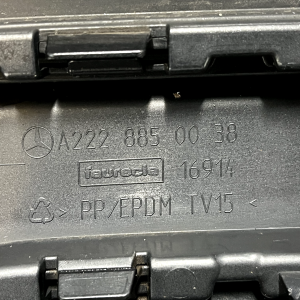 A222 885 00 38
faurecia 16914
> PP/EPDM TV15 <